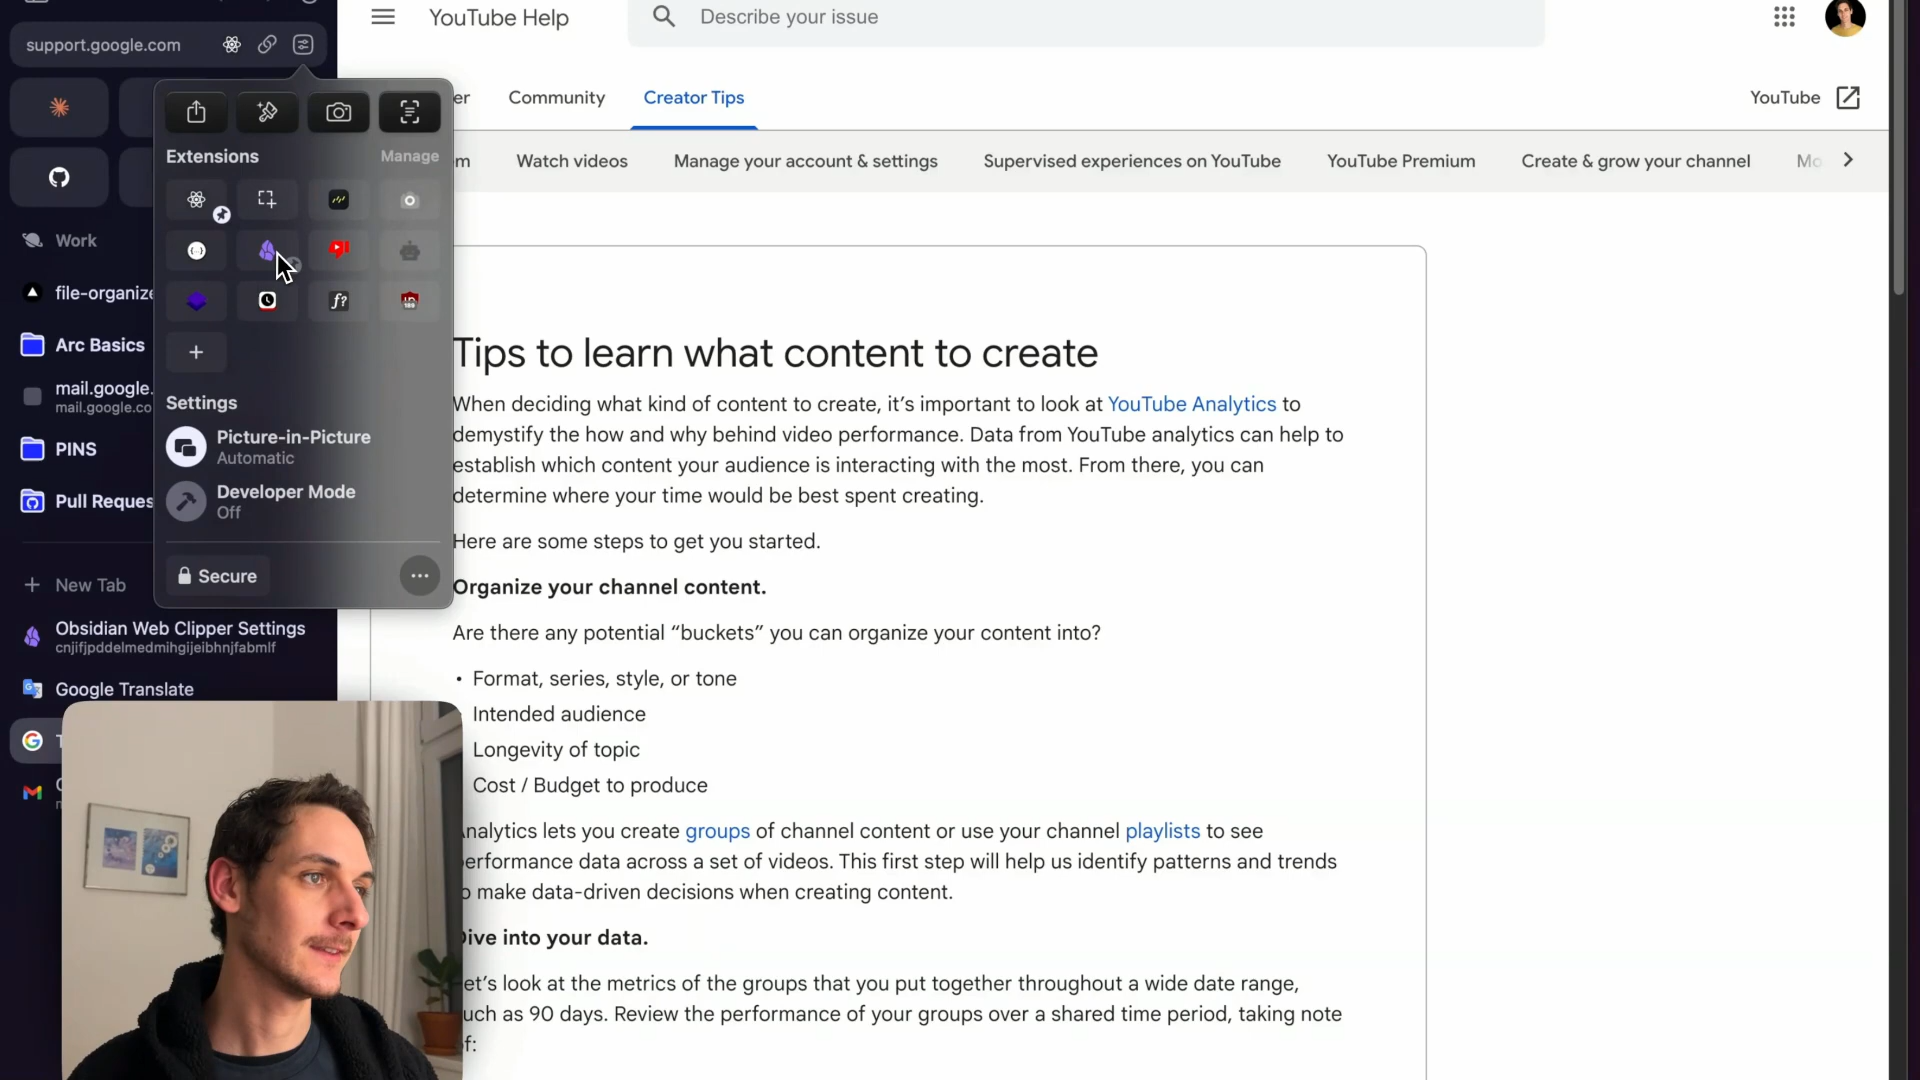 support.google.com
YouTube Help
Describe your issue
er
Community
Creator Tips
YouTube
Extensions
Manage
m
Watch videos
Manage your account & settings
Supervised experiences on YouTube
YouTube Premium
Create & grow your channel
Mo
f?
Work
file-organize
Arc Basics
mail.google.
mail.google.co
PINS
Pull Reques
Settings
Picture-in-Picture
Automatic
Developer Mode
Off
Secure
New Tab
Obsidian Web Clipper Settings
cnjifjpddelmedmihgijeibhnjfabmlf
Google Translate
T
Tips to learn what content to create
When deciding what kind of content to create, it’s important to look at YouTube Analytics to
demystify the how and why behind video performance. Data from YouTube analytics can help to
establish which content your audience is interacting with the most. From there, you can
determine where your time would be best spent creating.
Here are some steps to get you started.
Organize your channel content.
Are there any potential “buckets” you can organize your content into?
• Format, series, style, or tone
Intended audience
Longevity of topic
Cost / Budget to produce
Analytics lets you create groups of channel content or use your channel playlists to see
performance data across a set of videos. This first step will help us identify patterns and trends
o make data-driven decisions when creating content.
Dive into your data.
et’s look at the metrics of the groups that you put together throughout a wide date range,
uch as 90 days. Review the performance of your groups over a shared time period, taking note
of: